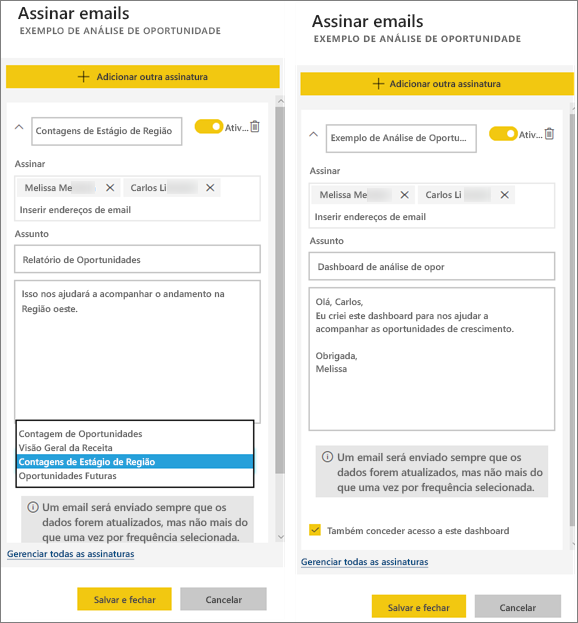 Assinar emails
EXEMPLO DE ANÁLISE DE OPORTUNIDADE
Adicionar outra assinatura
Contagens de Estágio de Região
Ativ...
Assinar
Melissa Me
Carlos Li
Inserir endereços de email
Assunto
Relatório de Oportunidades
Isso nos ajudará a acompanhar o andamento na
Região oeste.
Contagem de Oportunidades
Visão Geral da Receita
Contagens de Estágio de Região
Oportunidades Futuras
Um email será enviado sempre que os
dados forem atualizados, mas não mais do
que uma vez por frequência selecionada.
Gerenciar todas as assinaturas
Salvar e fechar
Cancelar
Assinar emails
EXEMPLO DE ANÁLISE DE OPORTUNIDADE
Adicionar outra assinatura
Exemplo de Análise de Oportu...
Ativ...
Assinar
Melissa Me
Carlos Li
Inserir endereços de email
Assunto
Dashboard de análise de opor
Olá, Carlos,
Eu criei este dashboard para nos ajudar a
acompanhar as oportunidades de crescimento.
Obrigada,
Melissa
Um email será enviado sempre que os
dados forem atualizados, mas não mais do
que uma vez por frequência selecionada.
Também conceder acesso a este dashboard
Gerenciar todas as assinaturas
Salvar e fechar
Cancelar